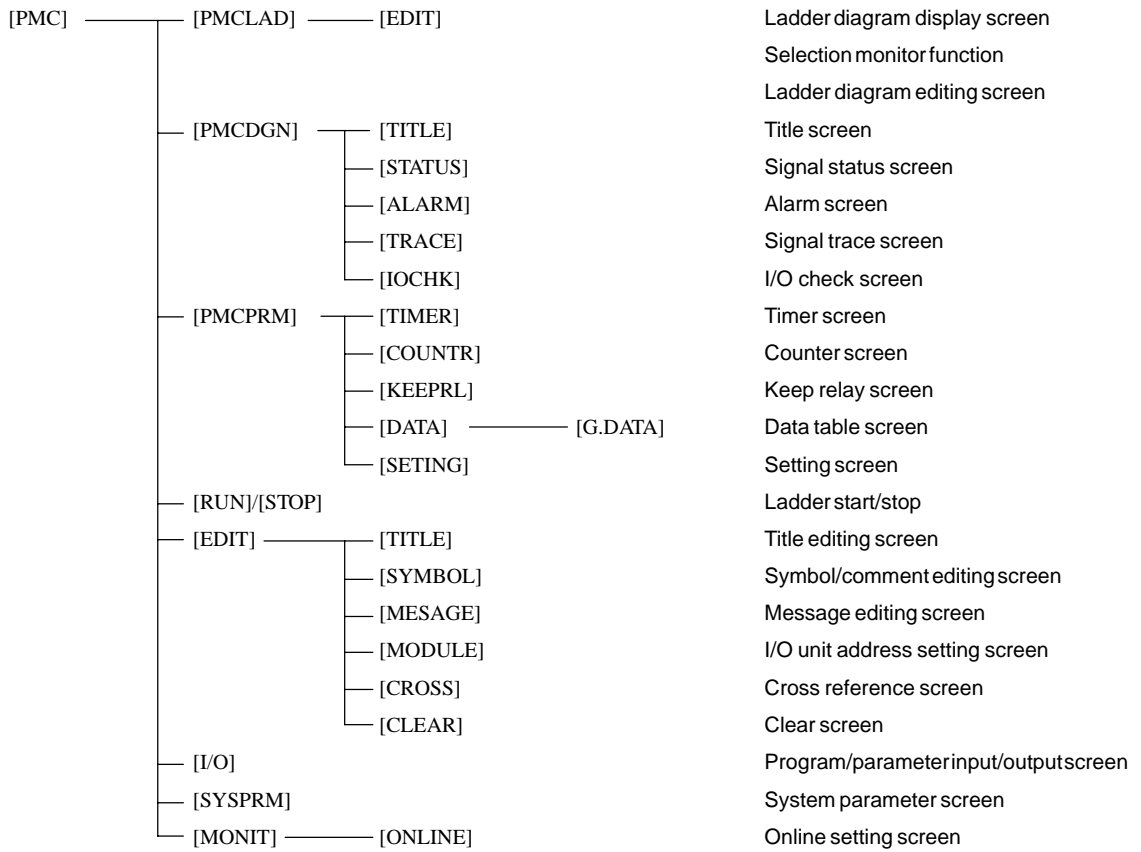 [PMC] [PMCLAD] [EDIT] Ladder diagram display screen
Selection monitor function
Ladder diagram editing screen
[PMCDGN] [TITLE] Title screen
[STATUS] Signal status screen
[ALARM] Alarm screen
[TRACE] Signal trace screen
[IOCHK] I/O check screen
[PMCPRM] [TIMER] Timer screen
[COUNTR] Counter screen
[KEEPRL] Keep relay screen
[DATA] [G.DATA] Data table screen
[SETING] Setting screen
[RUN]/[STOP] Ladder start/stop
[EDIT] [TITLE] Title editing screen
[SYMBOL] Symbol/comment editing screen
[MESAGE] Message editing screen
[MODULE] I/O unit address setting screen
[CROSS] Cross reference screen
[CLEAR] Clear screen
[I/O] Program/parameter input/output screen
[SYSPRM] System parameter screen
[MONIT] [ONLINE] Online setting screen